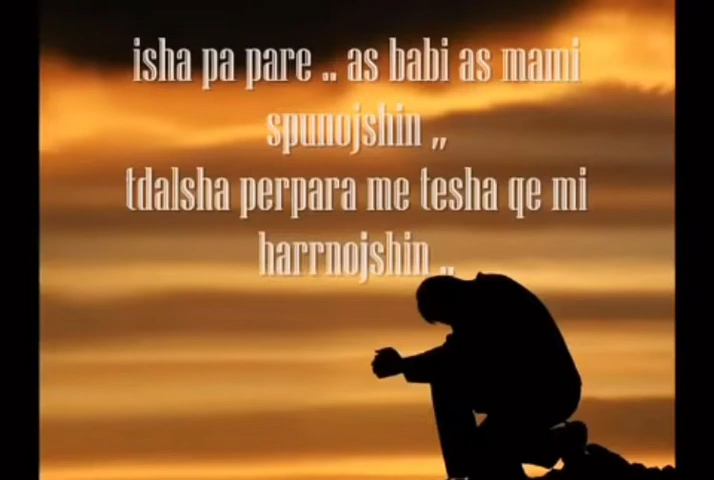 isha pa pare .. as babi as mami
spunojshin ,,
tdalsha perpara me tesha qe mi
harrnojshin ..